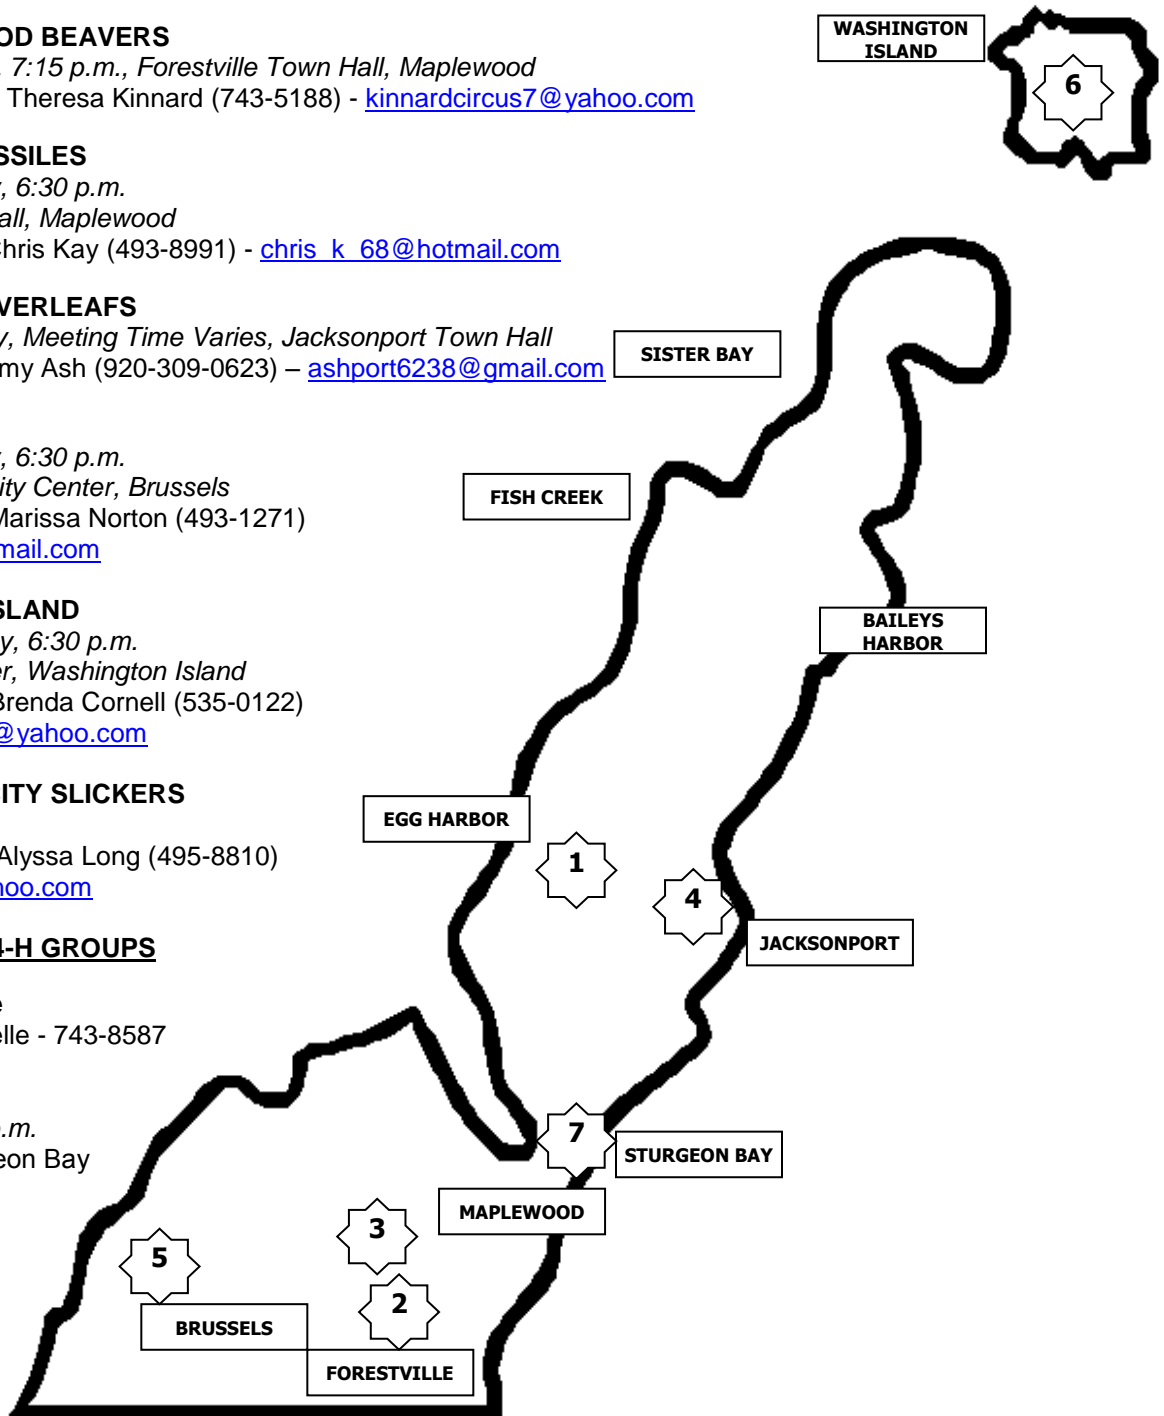 OD BEAVERS
, 7:15 p.m., Forestville Town Hall, Maplewood
Theresa Kinnard (743-5188) - kinnardcircus7@yahoo.com
SSILES
, 6:30 p.m.
all, Maplewood
Chris Kay (493-8991) - chris_k_68@hotmail.com
VERLEAFS
y, Meeting Time Varies, Jacksonport Town Hall
my Ash (920-309-0623) – ashport6238@gmail.com
, 6:30 p.m.
ity Center, Brussels
Marissa Norton (493-1271)
mail.com
SLAND
y, 6:30 p.m.
er, Washington Island
Brenda Cornell (535-0122)
@yahoo.com
CITY SLICKERS
Alyssa Long (495-8810)
hoo.com
4-H GROUPS
e
elle - 743-8587
p.m.
eon Bay
WASHINGTON
ISLAND
6
SISTER BAY
FISH CREEK
BAILEYS
HARBOR
EGG HARBOR
1
4
JACKSONPORT
7
STURGEON BAY
MAPLEWOOD
3
5
2
BRUSSELS
FORESTVILLE